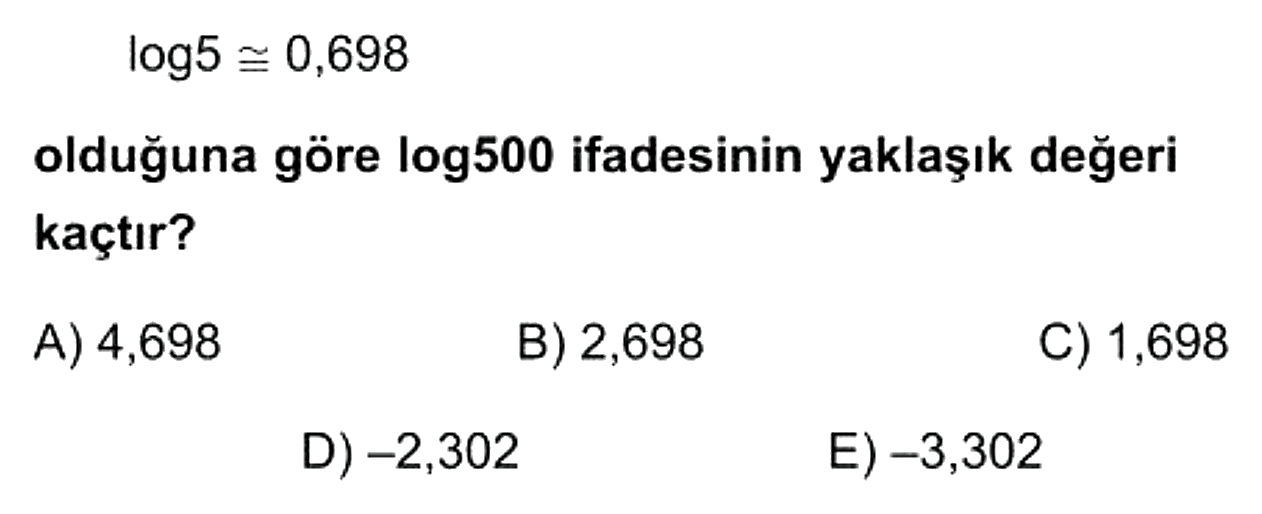 log5 ≅ 0,698
olduğuna göre log500 ifadesinin yaklaşık değeri
kaçtır?
A) 4,698 B) 2,698 C) 1,698
D) –2,302 E) –3,302